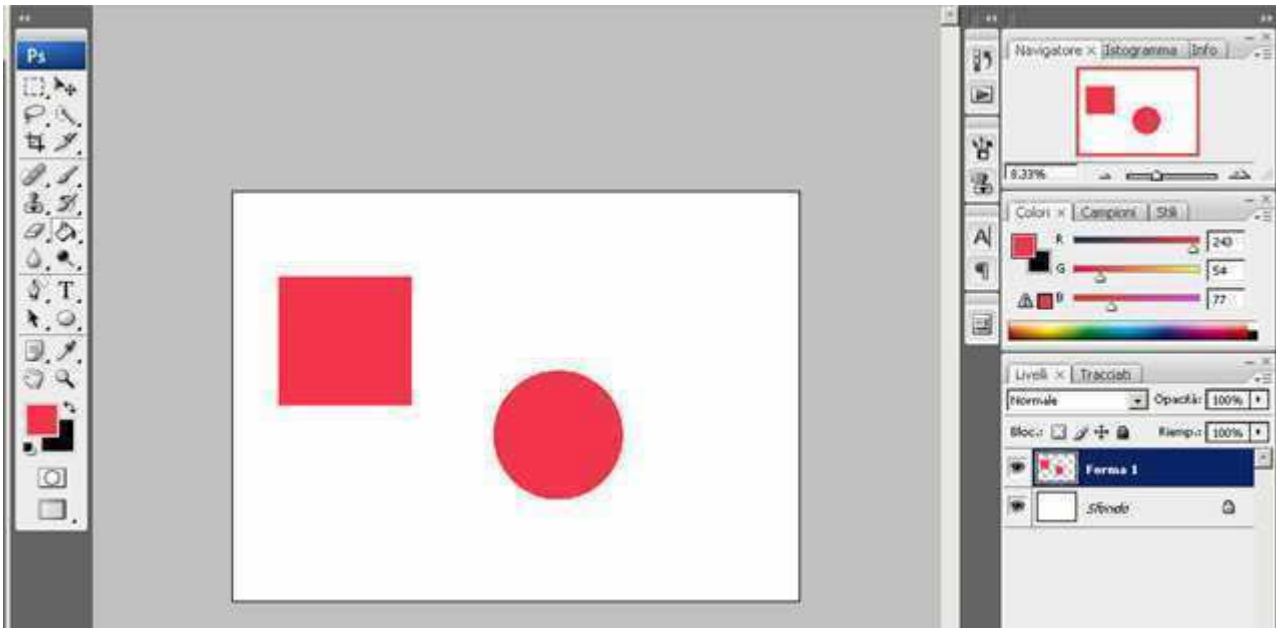 Ps
T
Navigatore × Istogramma Info
8.33%
Colori × Campioni Stili
R 243
G 54
B 77
A
¶
Livelli × Tracciati
Normale Opacità: 100%
Bloc.: Riemp.: 100%
Forma 1
Sfondo